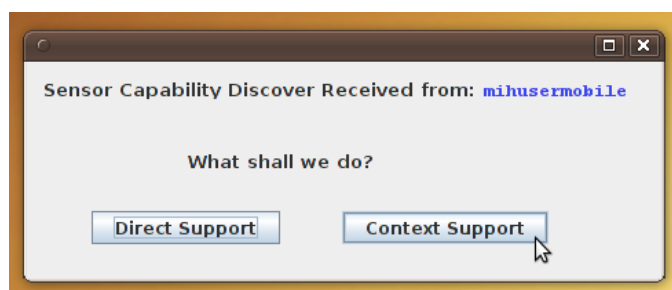 Sensor Capability Discover Received from: mihusermobile
What shall we do?
Direct Support Context Support